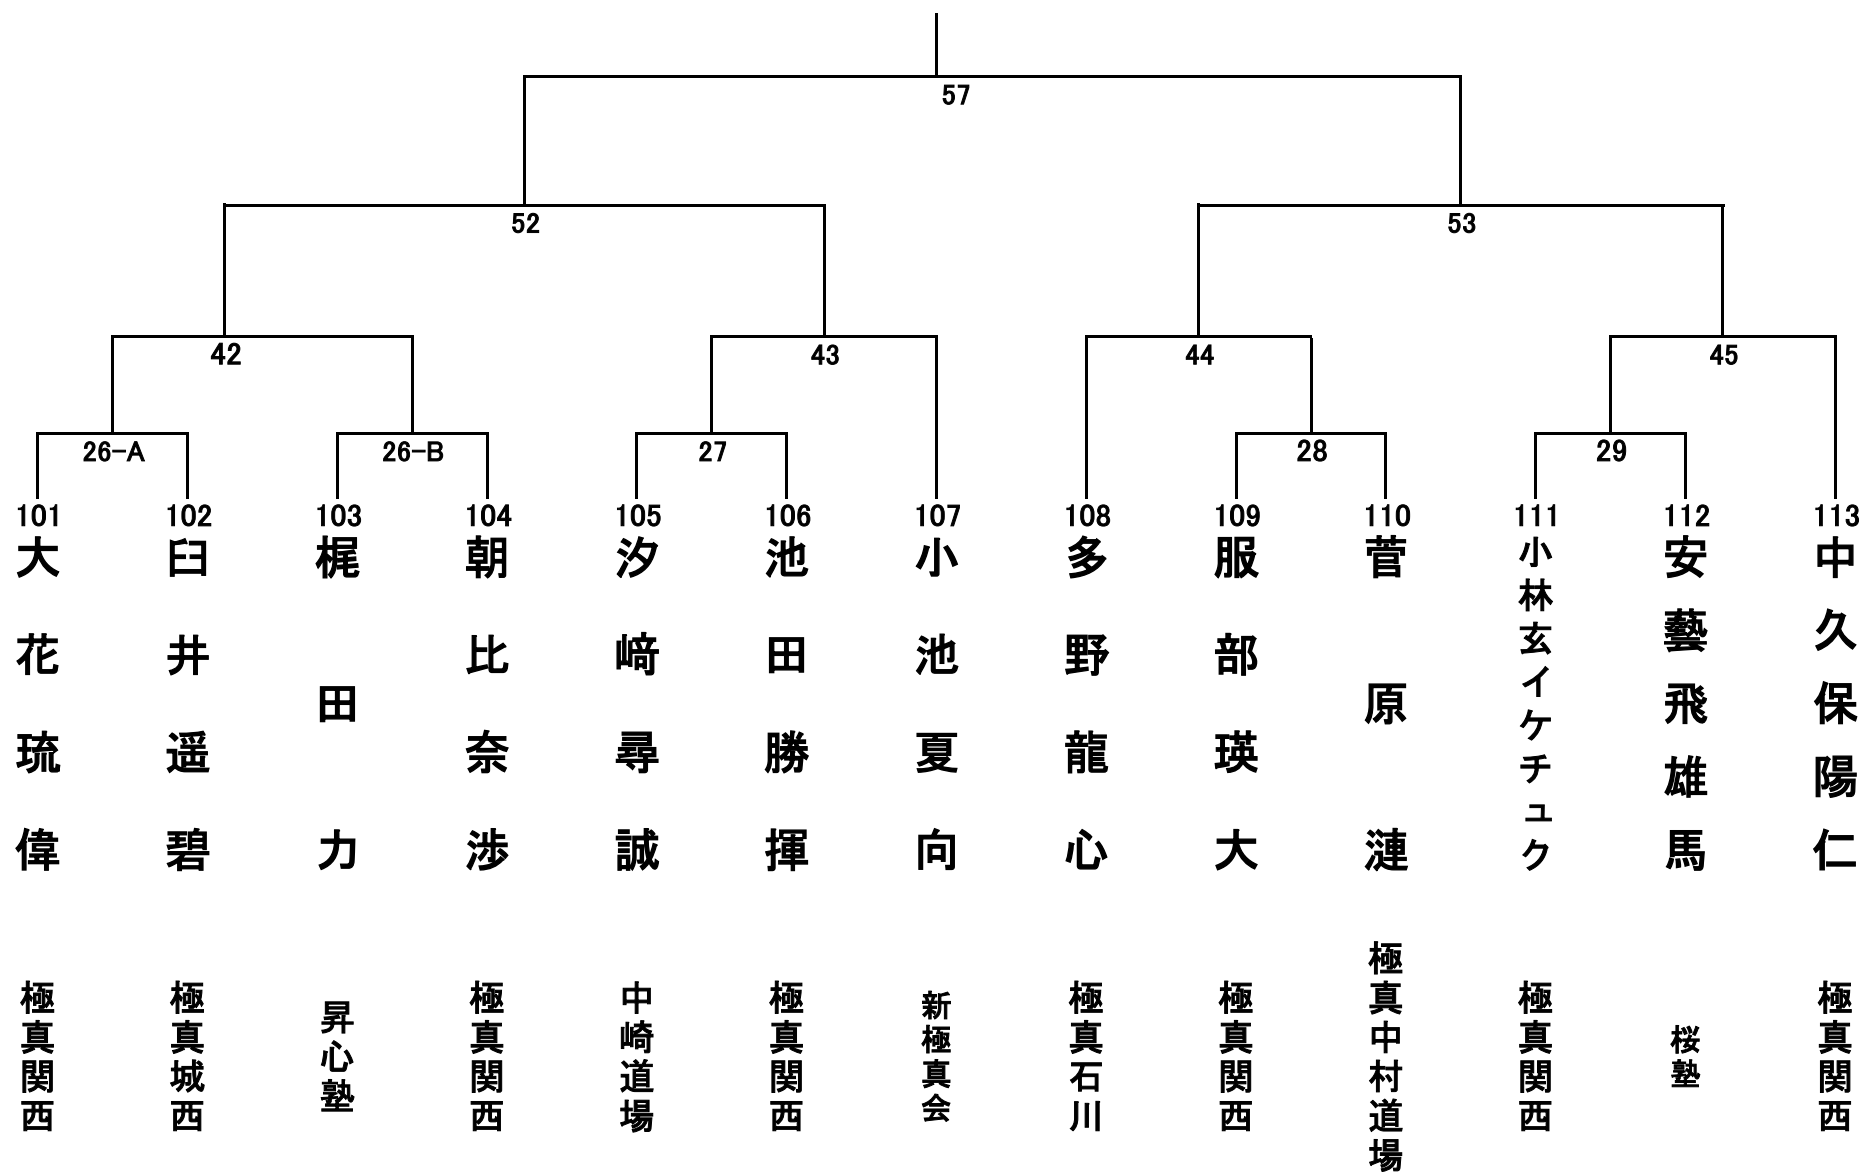 57
52
53
42
43
44
45
26-A
26-B
27
28
29
101
102
103
104
105
106
107
108
109
110
111
112
113
大花琉偉
臼井遥碧
梶田力
朝比奈渉
汐﨑尋誠
池田勝揮
小池夏向
多野龍心
服部瑛大
菅原漣
小林玄イケチュク
安藝飛雄馬
中久保陽仁
極真関西
極真城西
昇心塾
極真関西
中崎道場
極真関西
新極真会
極真石川
極真関西
極真中村道場
極真関西
桜塾
極真関西